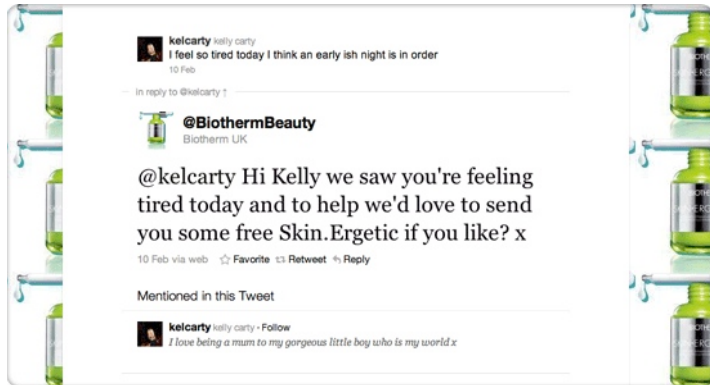 kelcarty kelly carty
I feel so tired today I think an early ish night is in order
10 Feb
in reply to @kelcarty ↑
@BiothermBeauty
Biotherm UK
@kelcarty Hi Kelly we saw you're feeling
tired today and to help we'd love to send
you some free Skin.Ergetic if you like? x
10 Feb via web Favorite Retweet Reply
Mentioned in this Tweet
kelcarty kelly carty • Follow
I love being a mum to my gorgeous little boy who is my world x